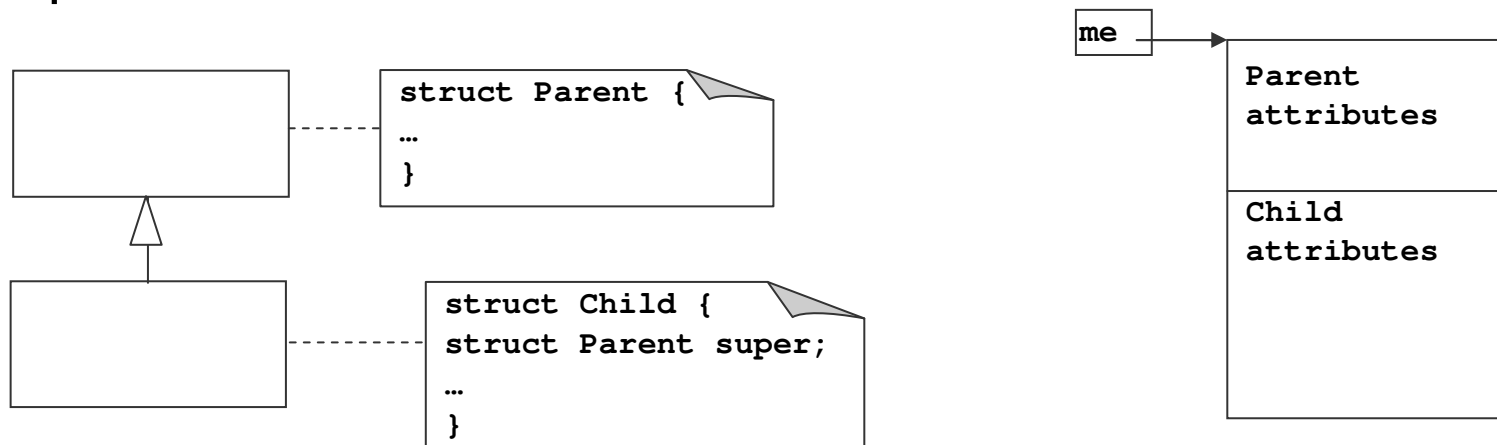 struct Parent {
…
}
struct Child {
struct Parent super;
…
}
me
Parent
attributes
Child
attributes